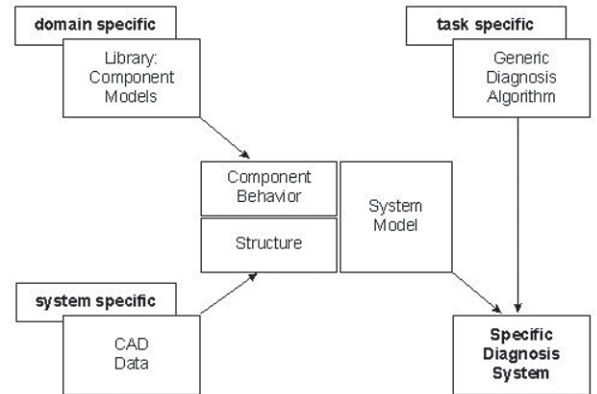 domain specific
Library:
Component
Models
task specific
Generic
Diagnosis
Algorithm
Component
Behavior
Structure
System
Model
system specific
CAD
Data
Specific
Diagnosis
System